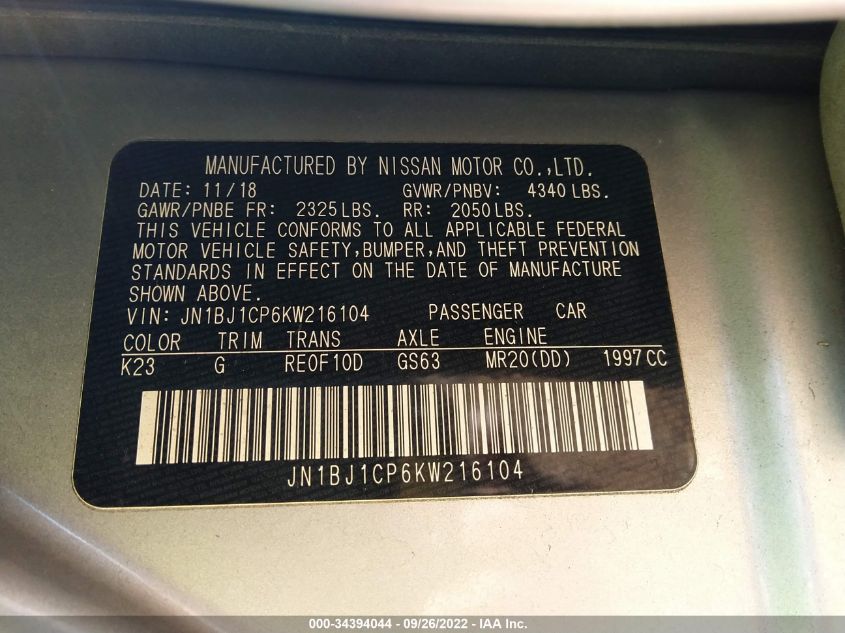 MANUFACTURED BY NISSAN MOTOR CO.,LTD.
DATE: 11/18 GVWR/PNBV: 4340 LBS.
GAWR/PNBE FR: 2325 LBS. RR: 2050 LBS.
THIS VEHICLE CONFORMS TO ALL APPLICABLE FEDERAL
MOTOR VEHICLE SAFETY,BUMPER,AND THEFT PREVENTION
STANDARDS IN EFFECT ON THE DATE OF MANUFACTURE
SHOWN ABOVE.
VIN: JN1BJ1CP6KW216104 PASSENGER CAR
COLOR TRIM TRANS AXLE ENGINE
K23 G RE0F10D GS63 MR20(DD) 1997CC
JN1BJ1CP6KW216104
000-34394044 - 09/26/2022 - IAA Inc.